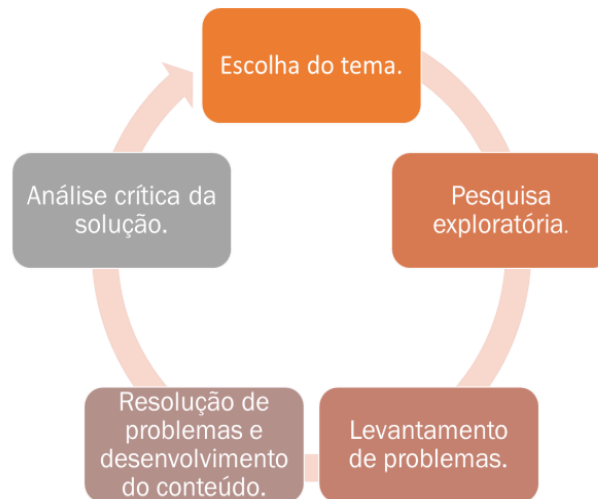 Escolha do tema.
Pesquisa
exploratória.
Levantamento
de problemas.
Resolução de
problemas e
desenvolvimento
do conteúdo.
Análise crítica da
solução.